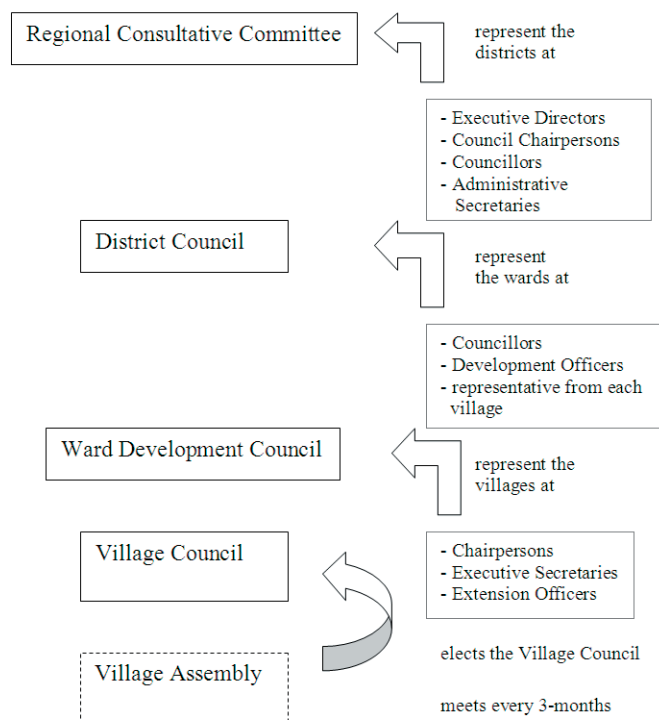 Regional Consultative Committee
represent the
districts at
- Executive Directors
- Council Chairpersons
- Councillors
- Administrative
Secretaries
District Council
represent
the wards at
- Councillors
- Development Officers
- representative from each
village
Ward Development Council
represent the
villages at
Village Council
- Chairpersons
- Executive Secretaries
- Extension Officers
Village Assembly
elects the Village Council
meets every 3-months